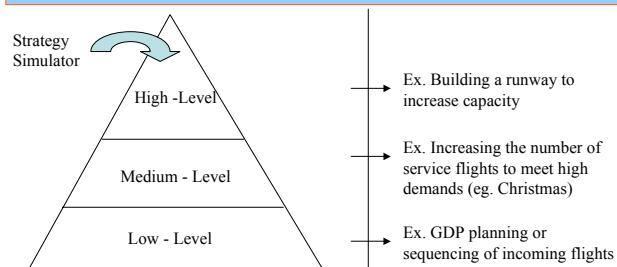 Strategy
Simulator
High -Level
Ex. Building a runway to
increase capacity
Medium - Level
Ex. Increasing the number of
service flights to meet high
demands (eg. Christmas)
Low - Level
Ex. GDP planning or
sequencing of incoming flights